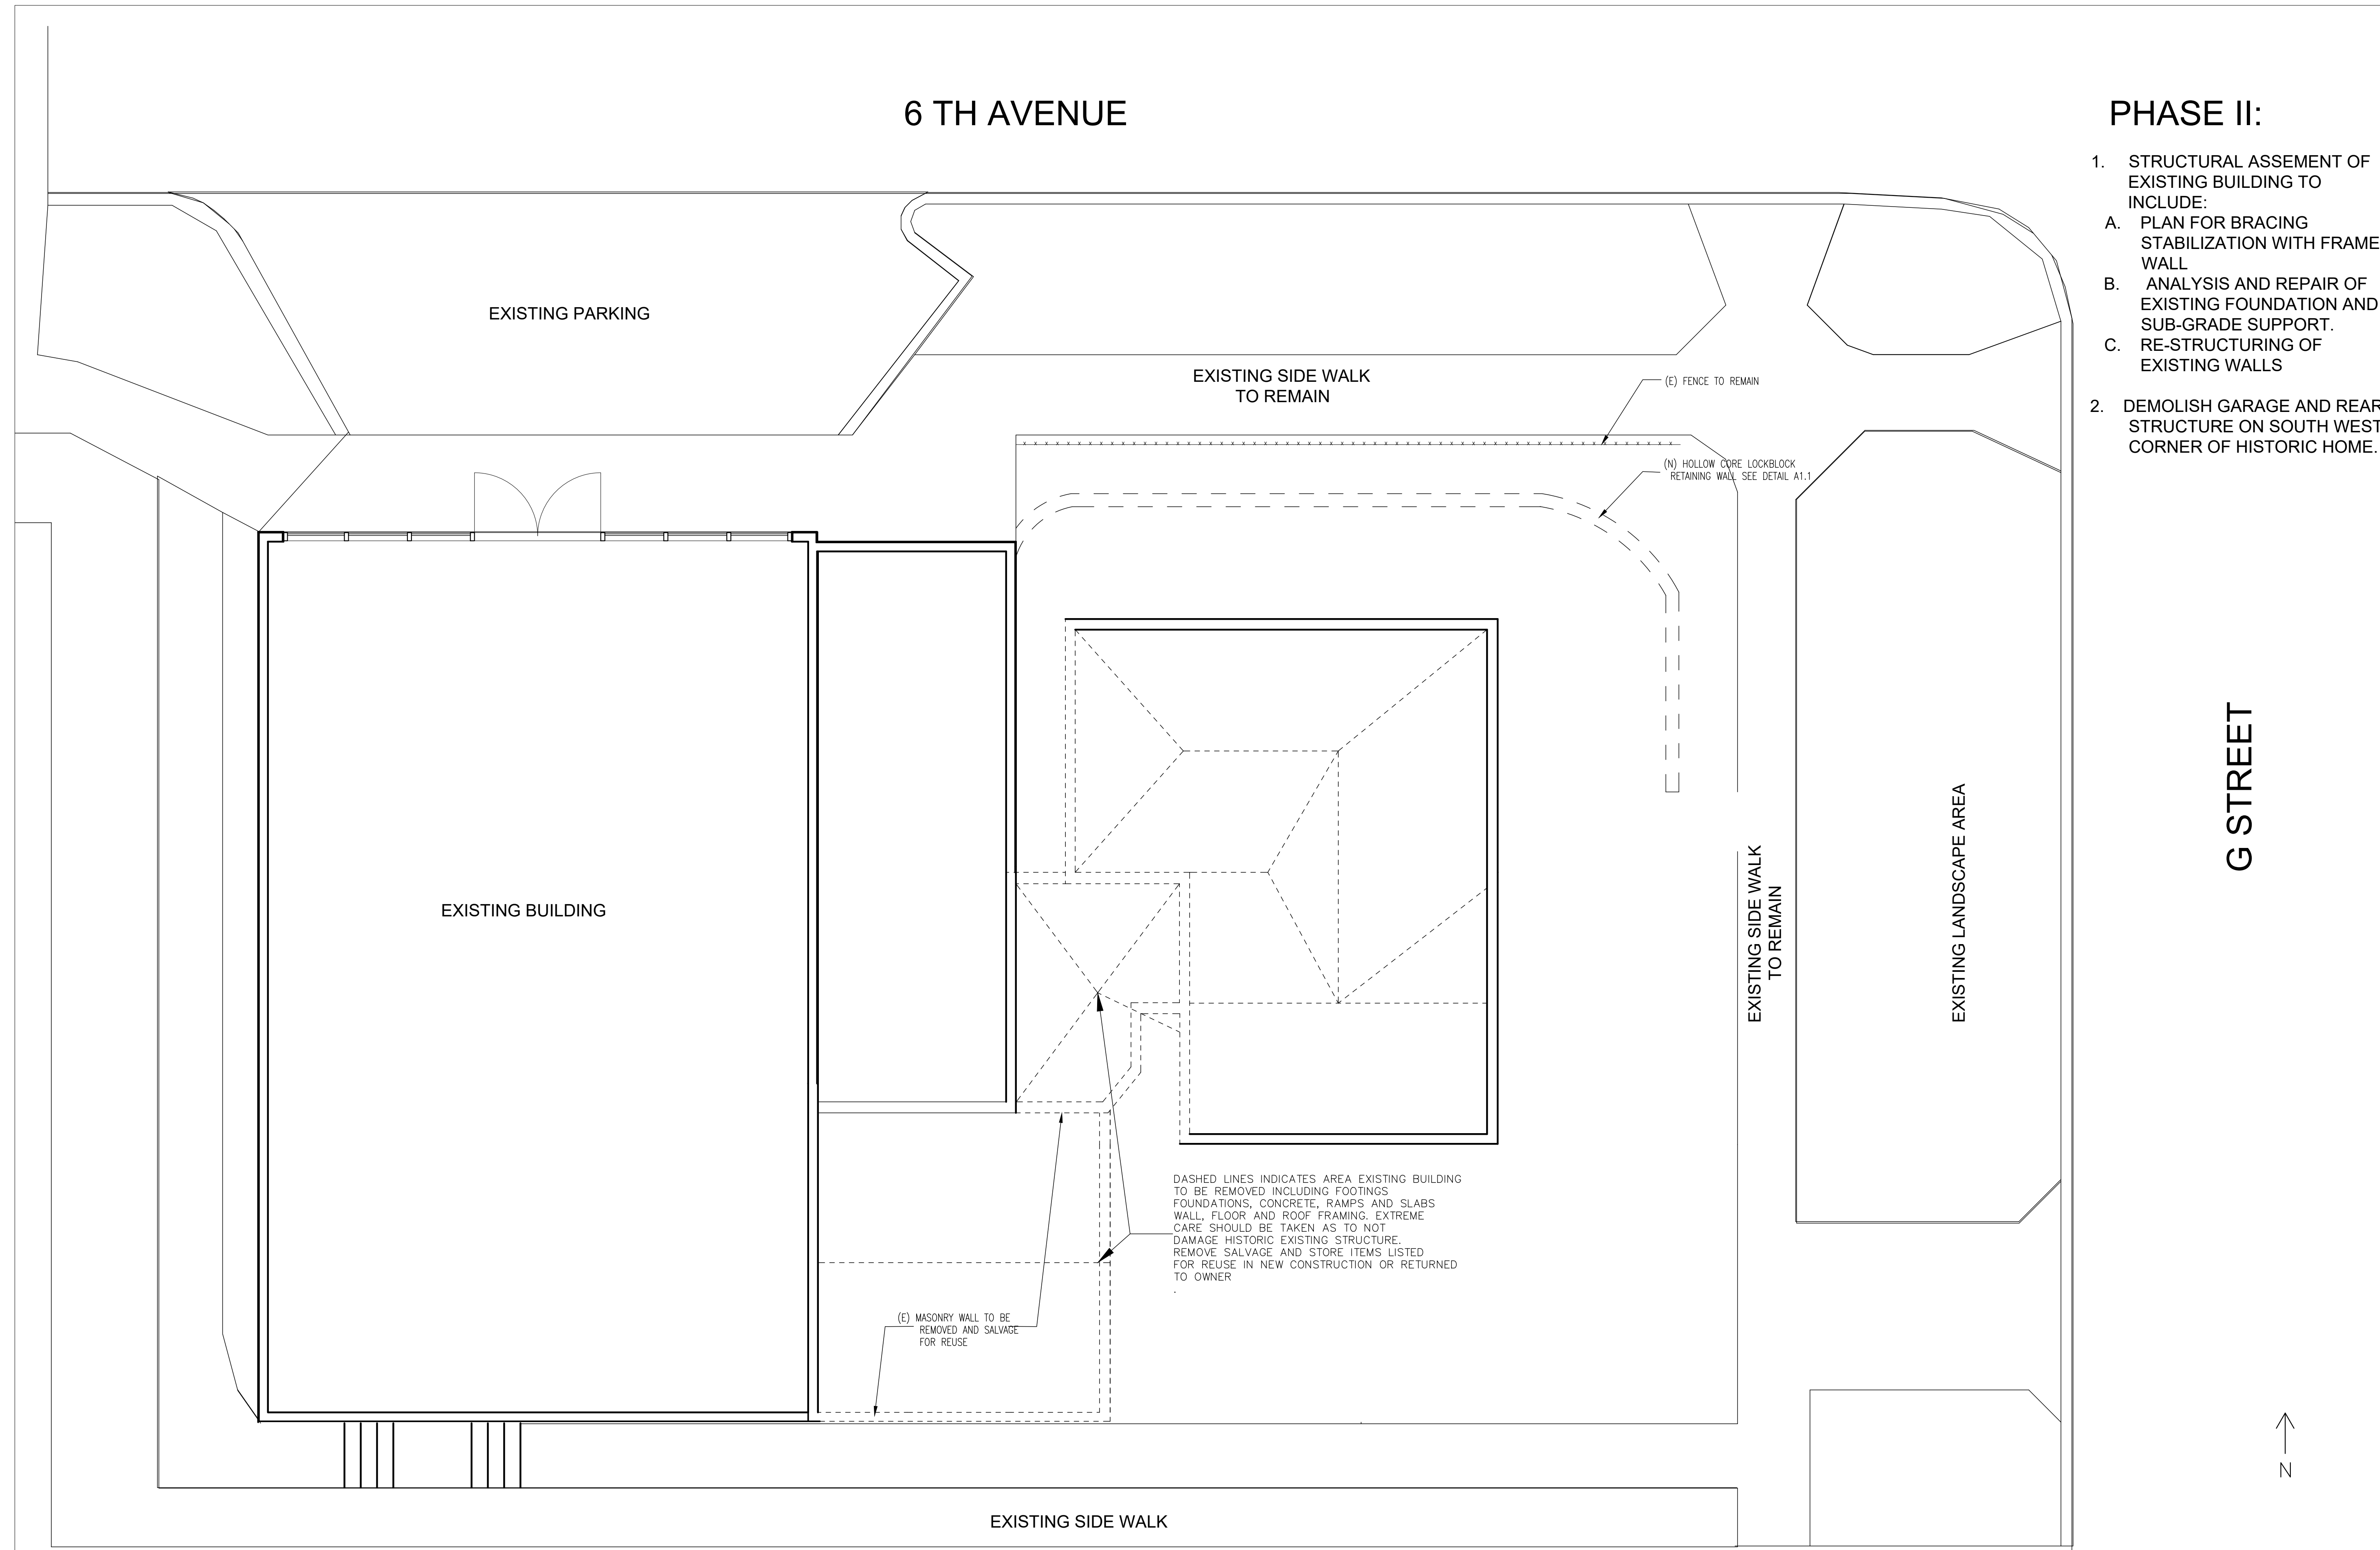 6 TH AVENUE
PHASE II:
1. STRUCTURAL ASSEMENT OF
EXISTING BUILDING TO
INCLUDE:
A. PLAN FOR BRACING
STABILIZATION WITH FRAME
WALL
B. ANALYSIS AND REPAIR OF
EXISTING FOUNDATION AND
SUB-GRADE SUPPORT.
C. RE-STRUCTURING OF
EXISTING WALLS
2. DEMOLISH GARAGE AND REAR
STRUCTURE ON SOUTH WEST
CORNER OF HISTORIC HOME.
EXISTING PARKING
EXISTING SIDE WALK
TO REMAIN
(E) FENCE TO REMAIN
(N) HOLLOW CORE LOCKBLOCK
RETAINING WALL SEE DETAIL A1.1
EXISTING BUILDING
EXISTING SIDE WALK
TO REMAIN
EXISTING LANDSCAPE AREA
G STREET
DASHED LINES INDICATES AREA EXISTING BUILDING
TO BE REMOVED INCLUDING FOOTINGS
FOUNDATIONS, CONCRETE, RAMPS AND SLABS
WALL, FLOOR AND ROOF FRAMING. EXTREME
CARE SHOULD BE TAKEN AS TO NOT
DAMAGE HISTORIC EXISTING STRUCTURE.
REMOVE SALVAGE AND STORE ITEMS LISTED
FOR REUSE IN NEW CONSTRUCTION OR RETURNED
TO OWNER
.
(E) MASONRY WALL TO BE
REMOVED AND SALVAGE
FOR REUSE
N
EXISTING SIDE WALK